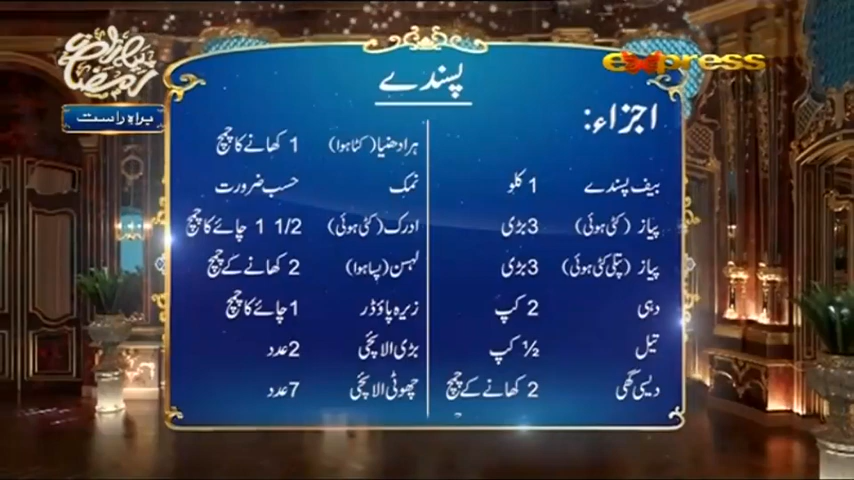 پسندے
express
براہِ راست
اجزاء:
بیف پسندے 1 کلو
پیاز (کٹی ہوئی) 3 بڑی
پیاز (پتلی کٹی ہوئی) 3 بڑی
دہی 2 کپ
تیل ½ کپ
دیسی گھی 2 کھانے کے چمچ
ہرا دھنیا (کٹا ہوا) 1 کھانے کا چمچ
نمک حسب ضرورت
ادرک (کٹی ہوئی) 1 1/2 چائے کا چمچ
لہسن (پسا ہوا) 2 کھانے کے چمچ
زیرہ پاؤڈر 1 چائے کا چمچ
بڑی الائچی 2 عدد
چھوٹی الائچی 7 عدد